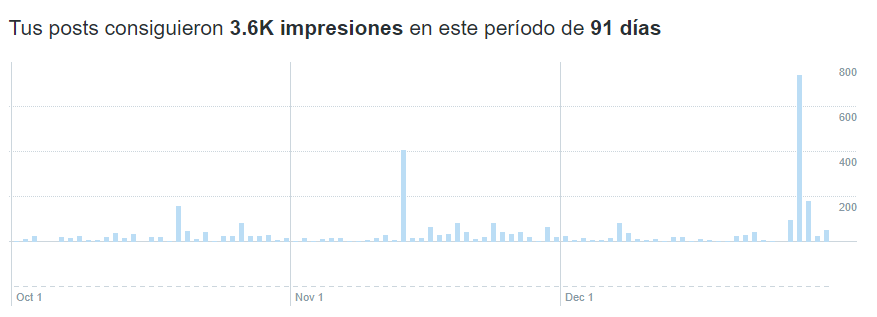 Tus posts consiguieron 3.6K impresiones en este período de 91 días
800
600
400
200
Oct 1 Nov 1 Dec 1